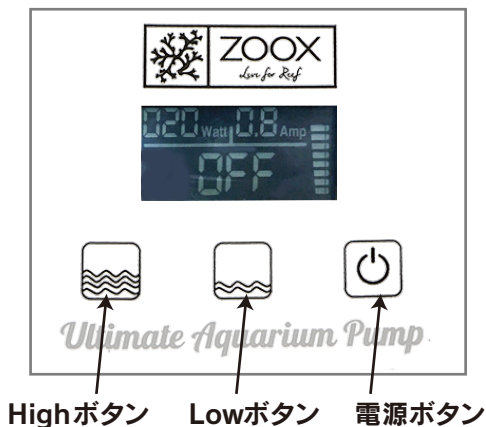 ZOOX
Love for Reef
020 Watt 0.8 Amp
OFF
Ultimate Aquarium Pump
Highボタン Lowボタン 電源ボタン